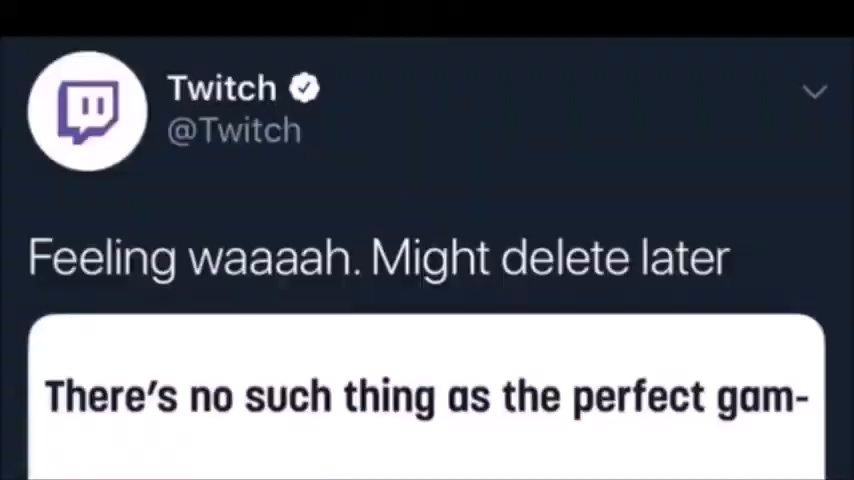 Twitch
@Twitch
Feeling waaaah. Might delete later
There's no such thing as the perfect gam-